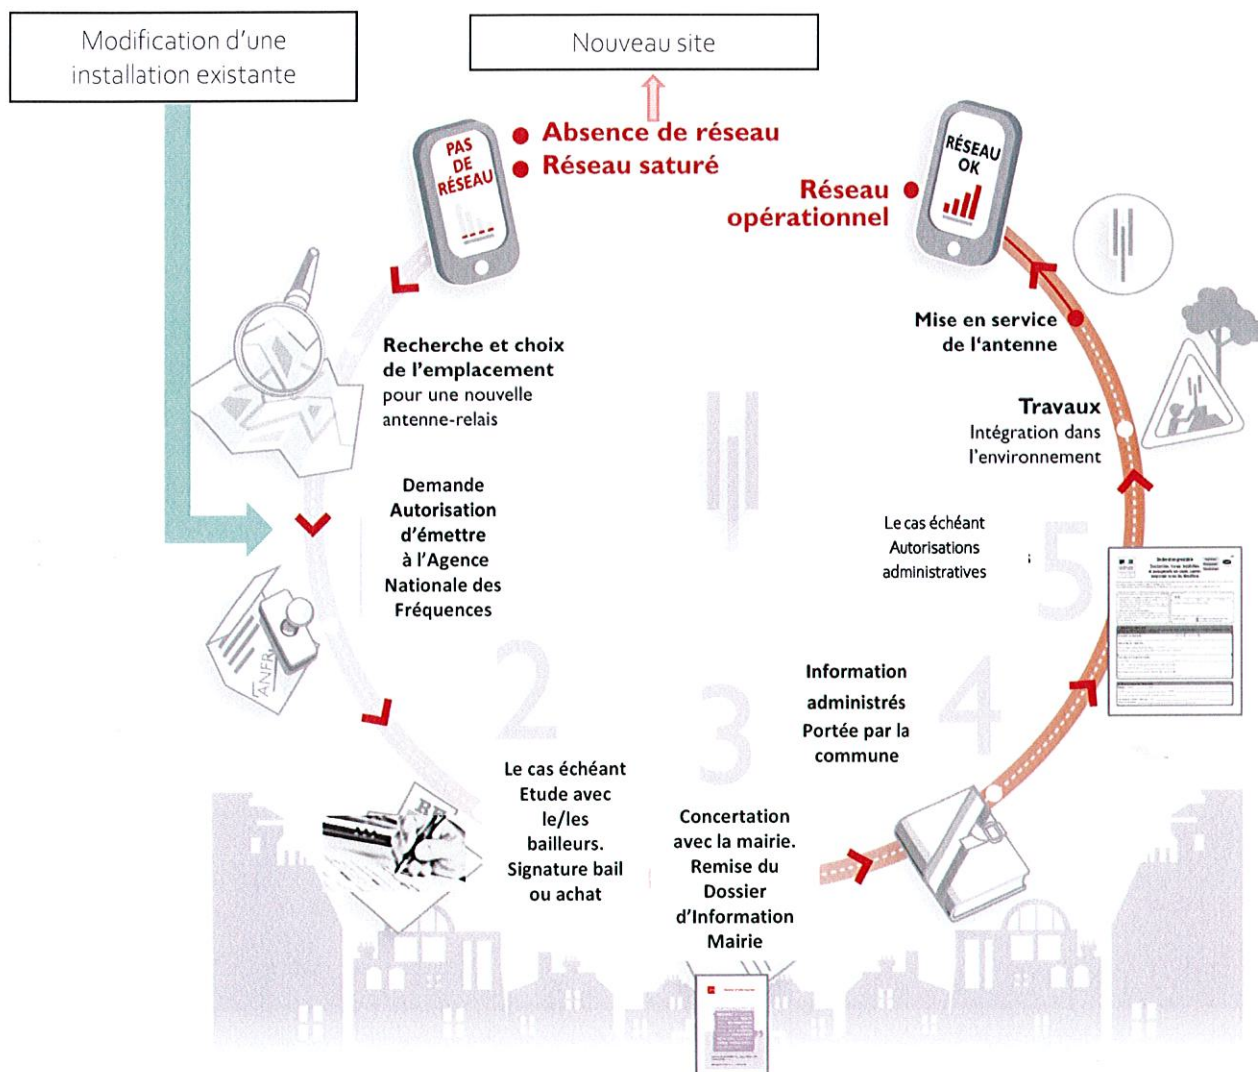 Modification d'une
installation existante
Nouveau site
PAS
DE
RÉSEAU
Absence de réseau
Réseau saturé
RÉSEAU
OK
Réseau
opérationnel
Recherche et choix
de l'emplacement
pour une nouvelle
antenne-relais
Mise en service
de l'antenne
Travaux
Intégration dans
l'environnement
Demande
Autorisation
d'émettre
à l'Agence
Nationale des
Fréquences
ANFR
Le cas échéant
Autorisations
administratives
5
2
Le cas échéant
Etude avec
le/les
bailleurs.
Signature bail
ou achat
3
Concertation
avec la mairie.
Remise du
Dossier
d'Information
Mairie
4
Information
administrés
Portée par la
commune